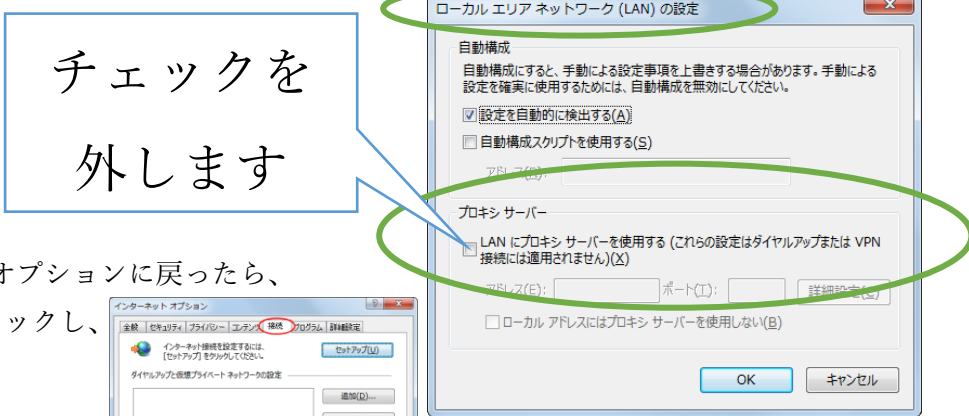 チェックを
外します
ローカル エリア ネットワーク (LAN) の設定
自動構成
自動構成にすると、手動による設定事項を上書きする場合があります。手動による
設定を確実に使用するためには、自動構成を無効にしてください。
設定を自動的に検出する(A)
自動構成スクリプトを使用する(S)
アドレス(R):
プロキシ サーバー
LAN にプロキシ サーバーを使用する (これらの設定はダイヤルアップまたは VPN
接続には適用されません)(X)
アドレス(E):
ポート(T):
詳細設定(C)
ローカル アドレスにはプロキシ サーバーを使用しない(B)
OK
キャンセル
オプションに戻ったら、
ックし、
インターネット オプション
全般
セキュリティ
プライバシー
コンテンツ
接続
プログラム
詳細設定
インターネット接続を設定するには、
[セットアップ] をクリックしてください。
セットアップ(U)
ダイヤルアップと仮想プライベート ネットワークの設定
追加(D)...